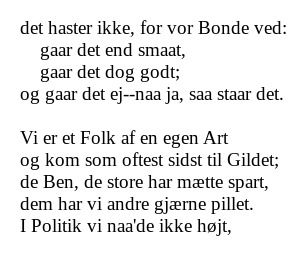 det haster ikke, for vor Bonde ved:
gaar det end smaat,
gaar det dog godt;
og gaar det ej--naa ja, saa staar det.

Vi er et Folk af en egen Art
og kom som oftest sidst til Gildet;
de Ben, de store har mætte spart,
dem har vi andre gjærne pillet.
I Politik vi naa'de ikke højt,